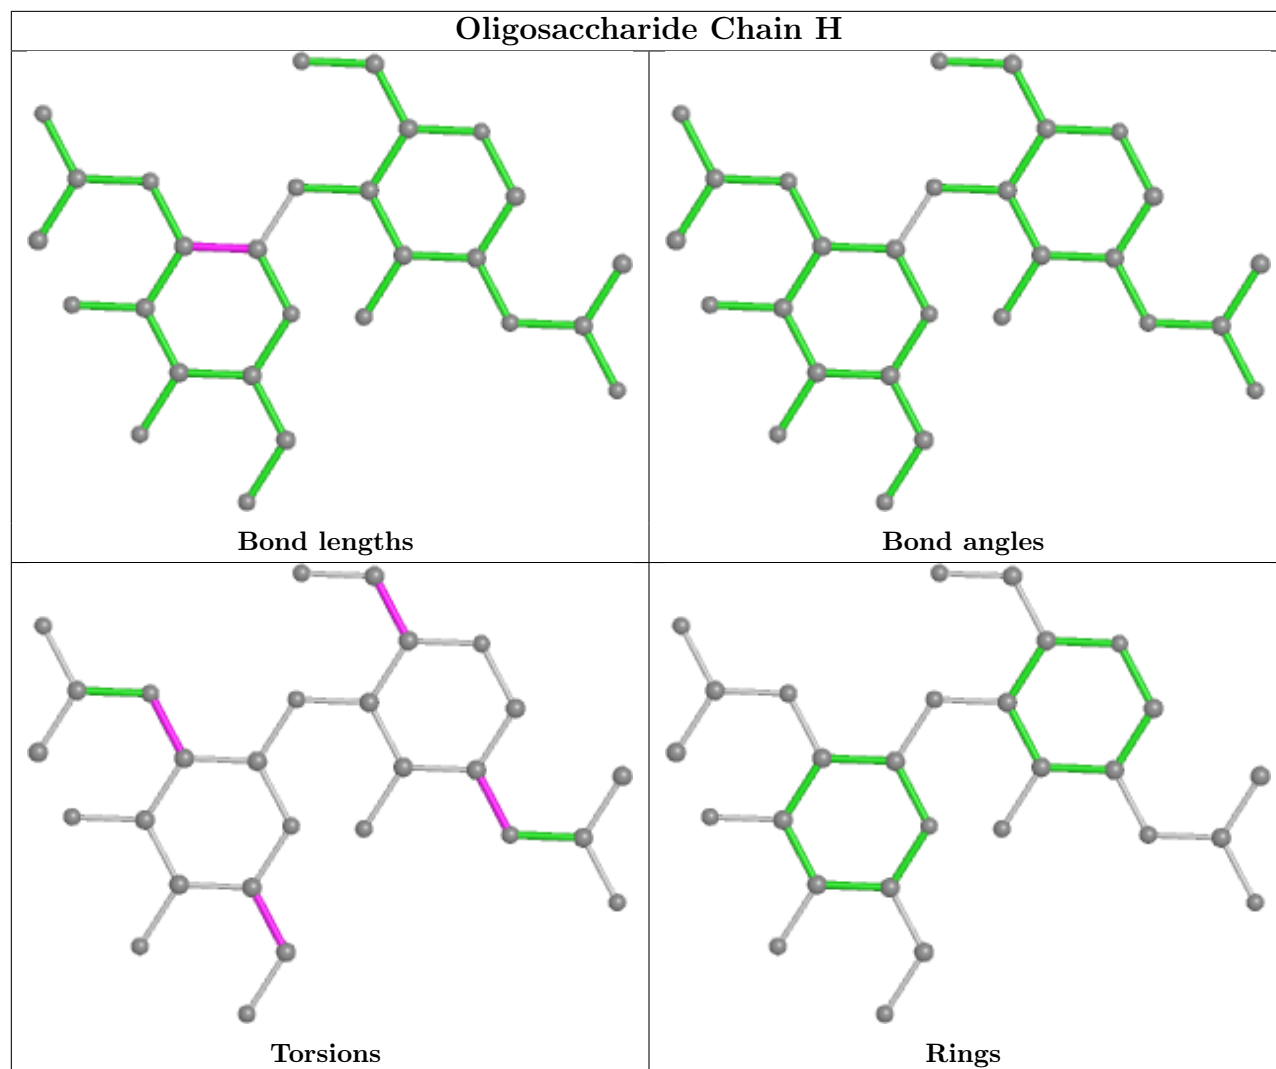 Oligosaccharide Chain H
Bond lengths
Bond angles
Torsions
Rings